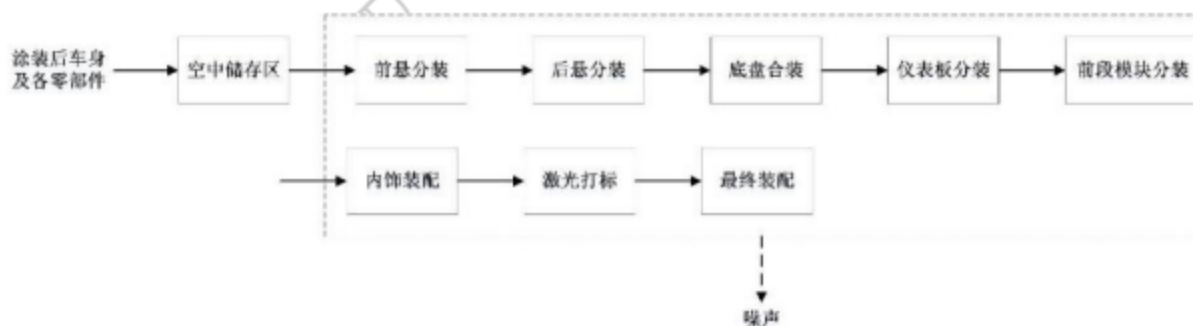 涂装后车身
及各零部件
空中储存区
前悬分装
后悬分装
底盘合装
仪表板分装
前段模块分装
内饰装配
激光打标
最终装配
噪声